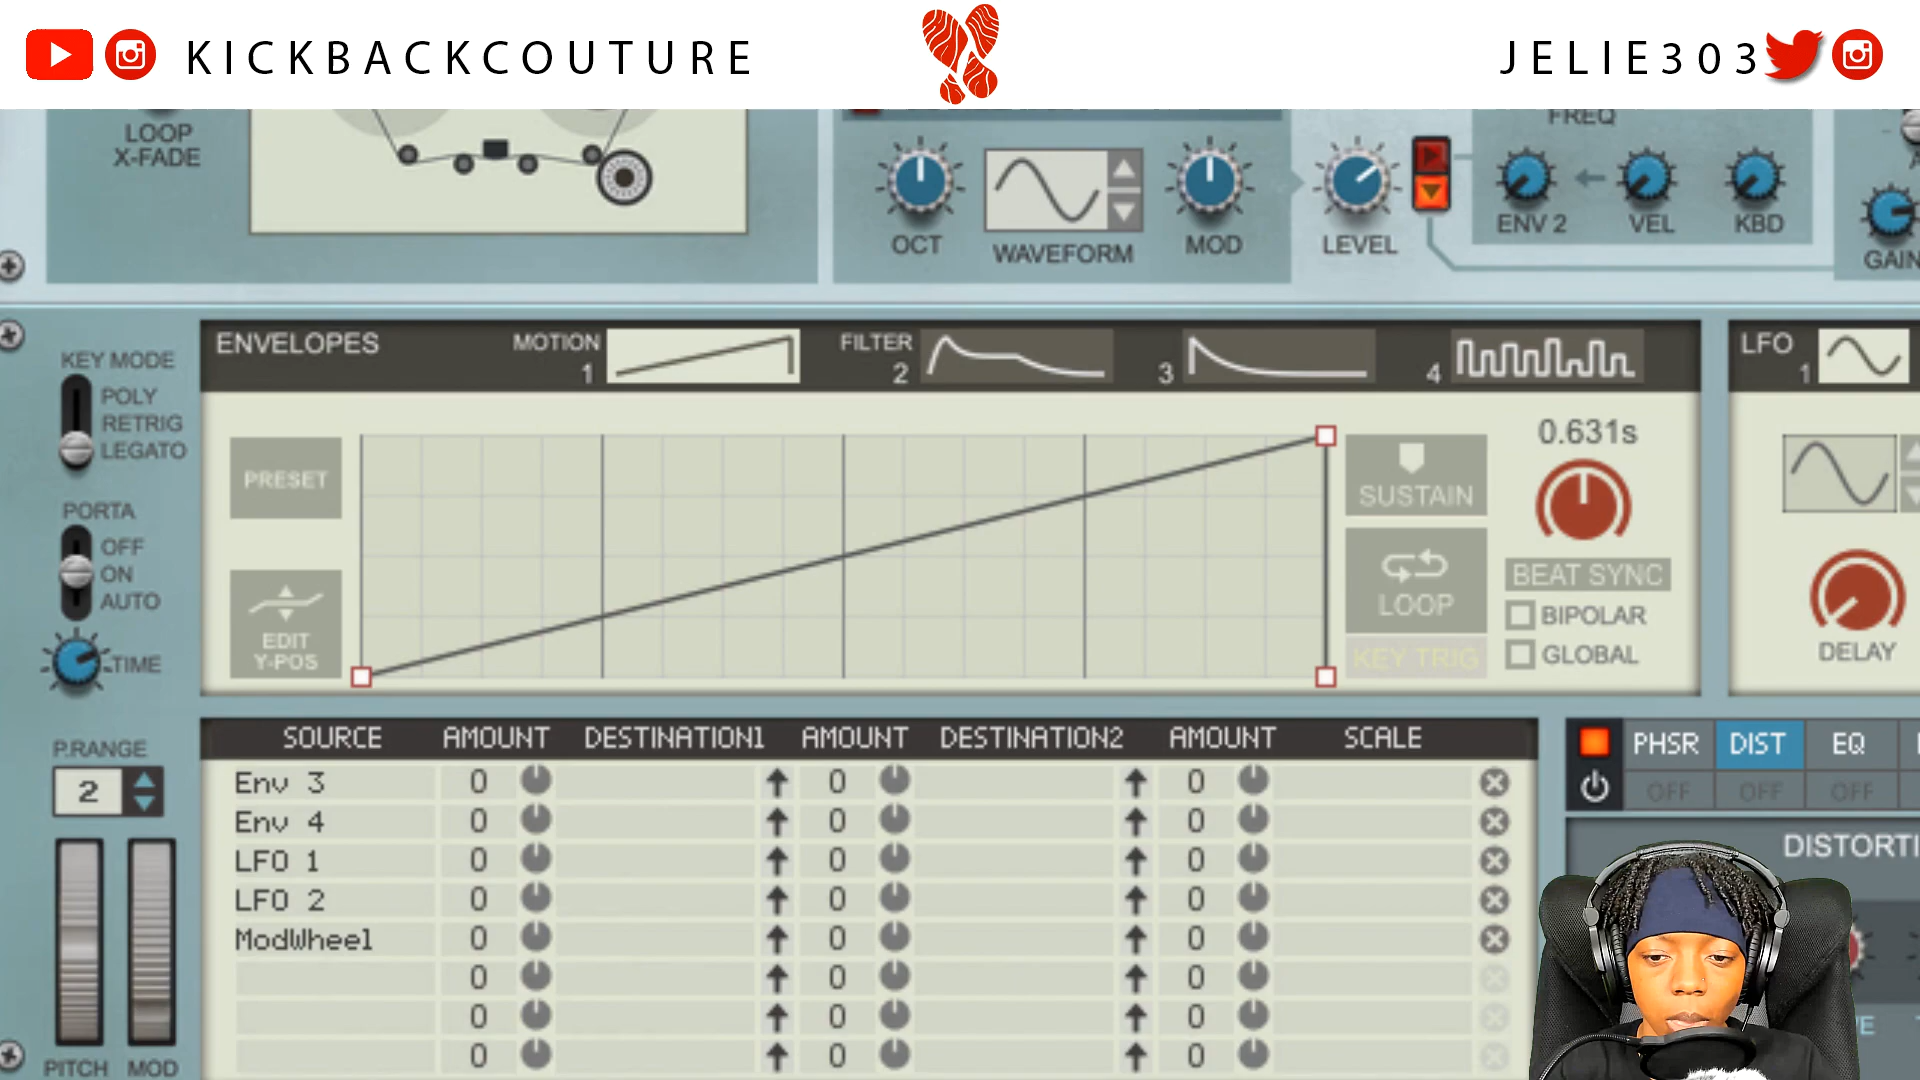 KICKBACKCOUTURE
JELIE303
LOOP
X-FADE
OCT
WAVEFORM
MOD
LEVEL
FREQ
ENV 2
VEL
KBD
GAIN
KEY MODE
POLY
RETRIG
LEGATO
PORTA
OFF
ON
AUTO
TIME
P.RANGE
2
PITCH
MOD
ENVELOPES
MOTION
1
FILTER
2
3
4
PRESET
EDIT
Y-POS
SUSTAIN
LOOP
KEY TRIG
0.631s
BEAT SYNC
BIPOLAR
GLOBAL
LFO
1
DELAY
SOURCE AMOUNT DESTINATION1 AMOUNT DESTINATION2 AMOUNT SCALE
Env 3 0 0 0
Env 4 0 0 0
LFO 1 0 0 0
LFO 2 0 0 0
ModWheel 0 0 0
0 0 0
0 0 0
0 0 0
PHSR DIST EQ
OFF OFF OFF
DISTORTI